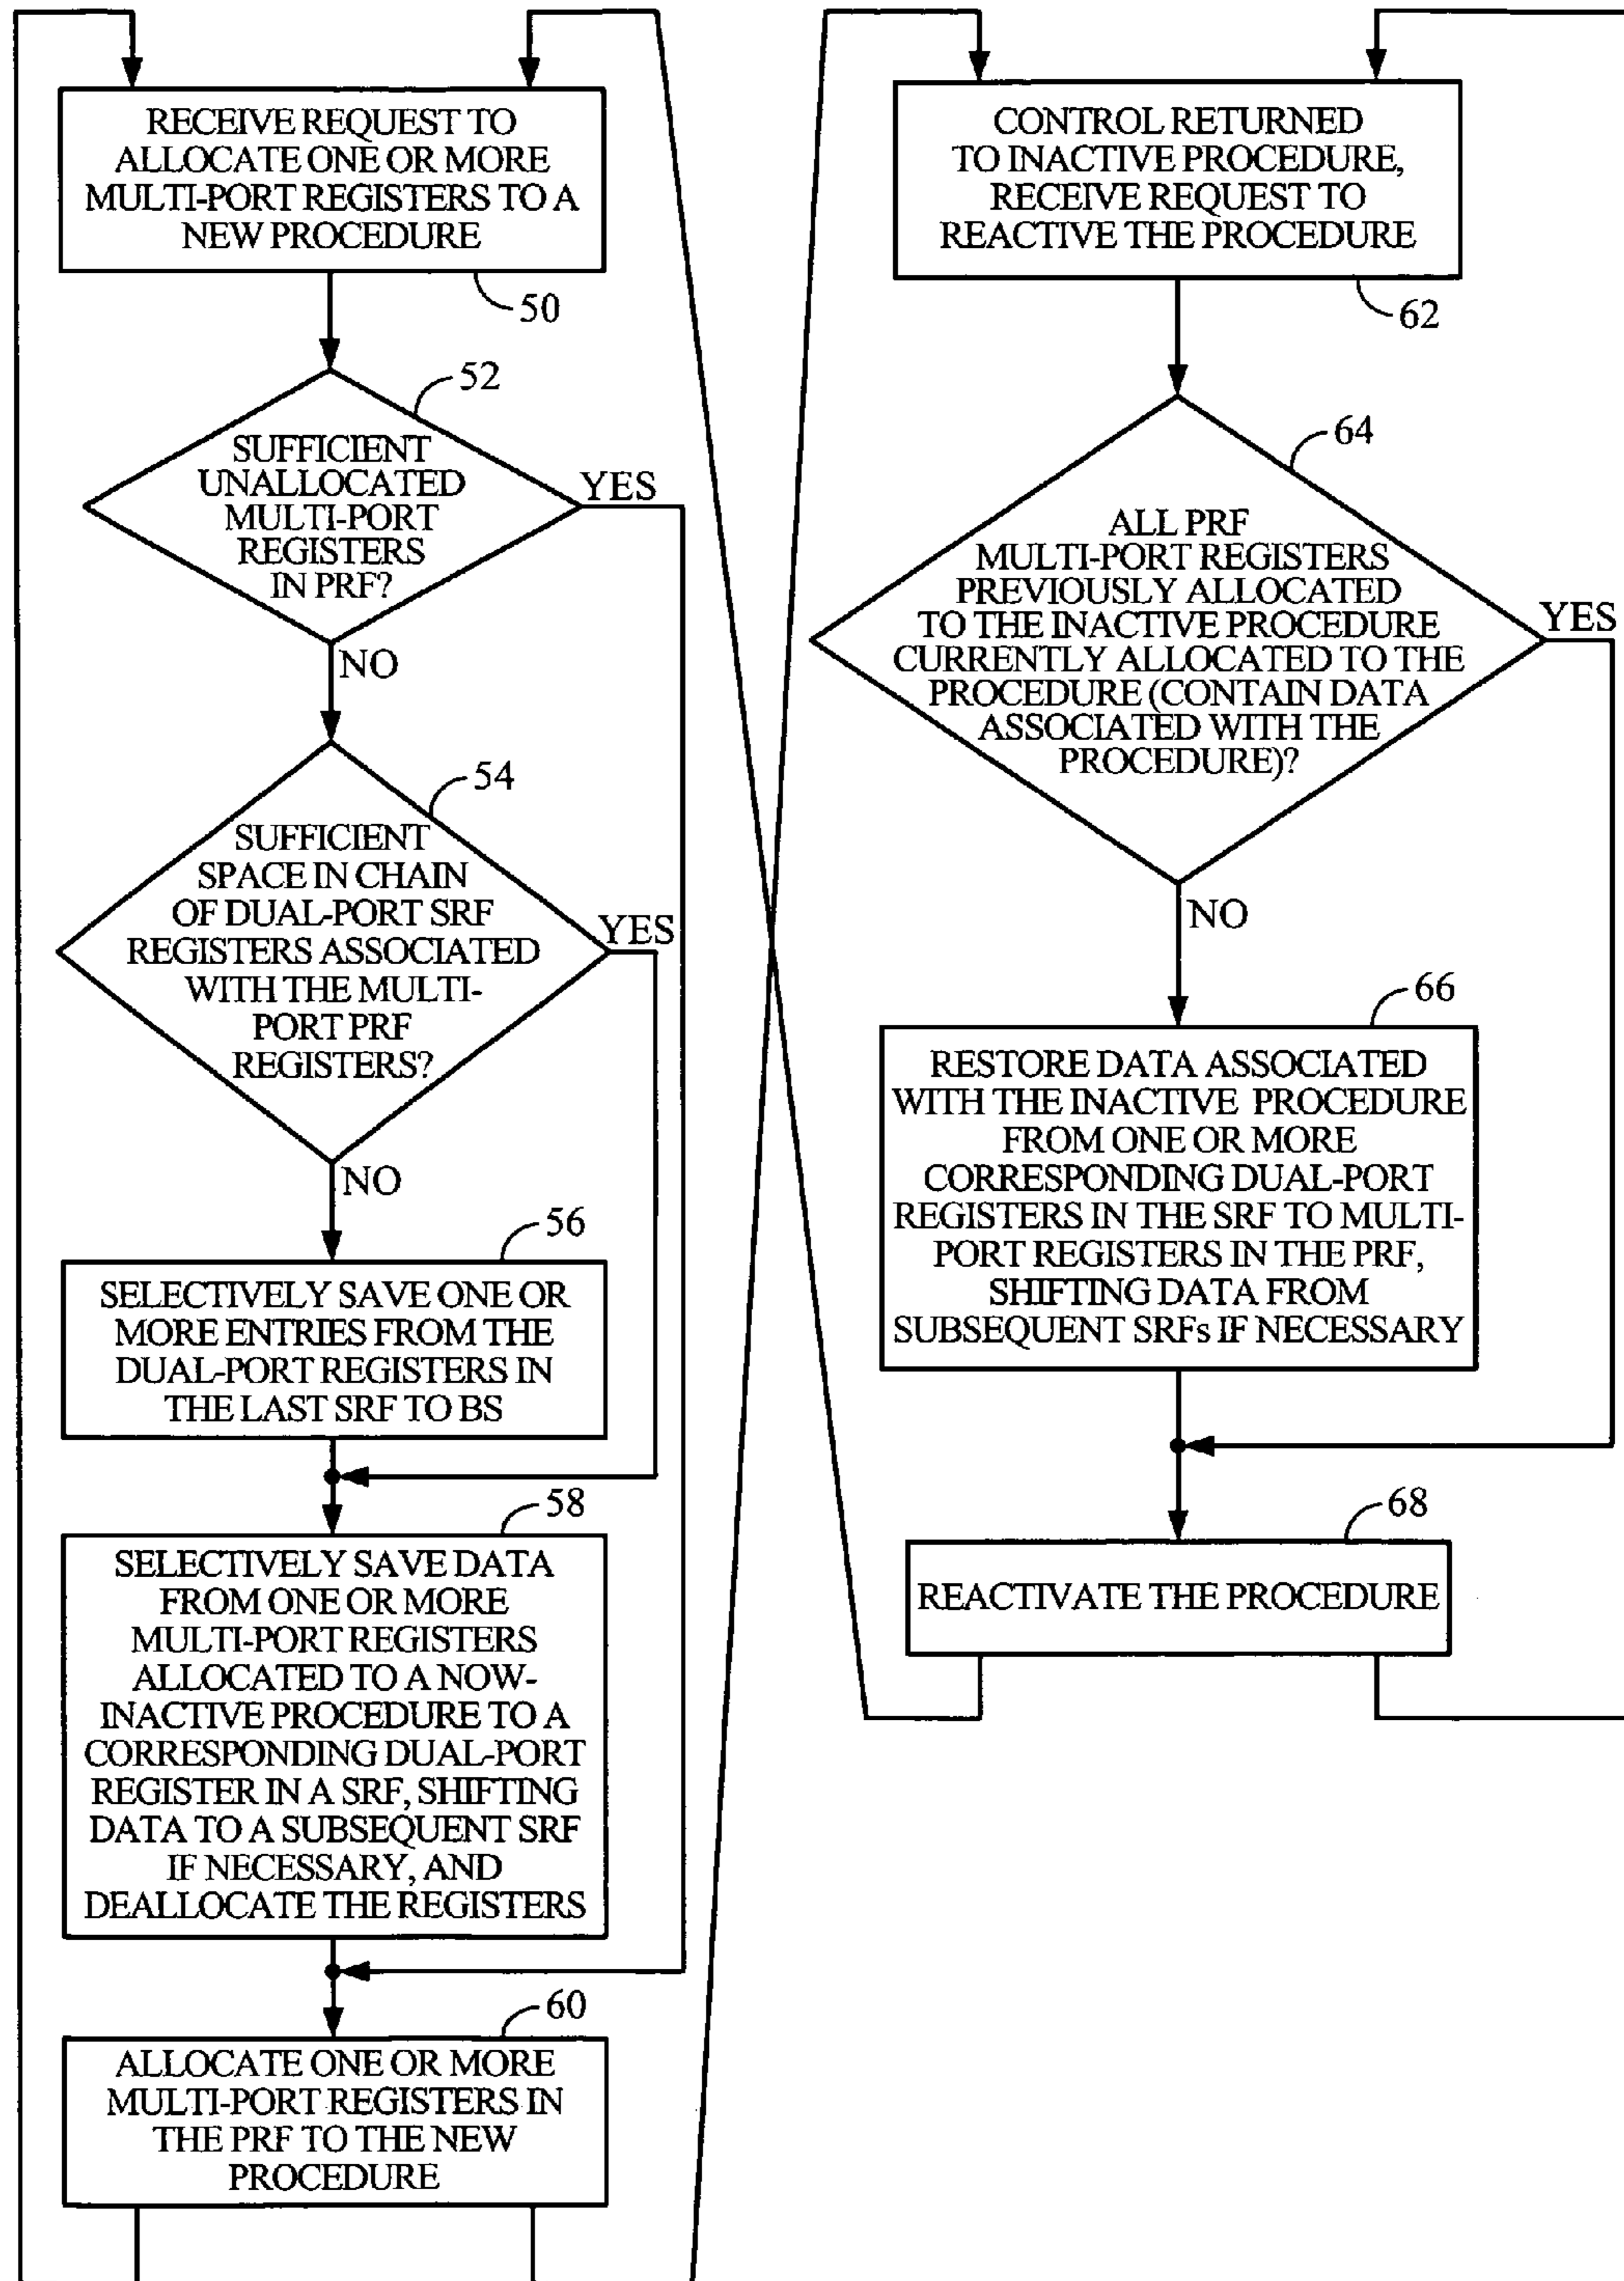 RECEIVE REQUEST TO
ALLOCATE ONE OR MORE
MULTI-PORT REGISTERS TO A
NEW PROCEDURE
50
52
SUFFICIENT
UNALLOCATED
MULTI-PORT
REGISTERS
IN PRF?
YES
NO
54
SUFFICIENT
SPACE IN CHAIN
OF DUAL-PORT SRF
REGISTERS ASSOCIATED
WITH THE MULTI-
PORT PRF
REGISTERS?
YES
NO
56
SELECTIVELY SAVE ONE OR
MORE ENTRIES FROM THE
DUAL-PORT REGISTERS IN
THE LAST SRF TO BS
58
SELECTIVELY SAVE DATA
FROM ONE OR MORE
MULTI-PORT REGISTERS
ALLOCATED TO A NOW-
INACTIVE PROCEDURE TO A
CORRESPONDING DUAL-PORT
REGISTER IN A SRF, SHIFTING
DATA TO A SUBSEQUENT SRF
IF NECESSARY, AND
DEALLOCATE THE REGISTERS
60
ALLOCATE ONE OR MORE
MULTI-PORT REGISTERS IN
THE PRF TO THE NEW
PROCEDURE
CONTROL RETURNED
TO INACTIVE PROCEDURE,
RECEIVE REQUEST TO
REACTIVE THE PROCEDURE
62
64
ALL PRF
MULTI-PORT REGISTERS
PREVIOUSLY ALLOCATED
TO THE INACTIVE PROCEDURE
CURRENTLY ALLOCATED TO THE
PROCEDURE (CONTAIN DATA
ASSOCIATED WITH THE
PROCEDURE)?
YES
NO
66
RESTORE DATA ASSOCIATED
WITH THE INACTIVE PROCEDURE
FROM ONE OR MORE
CORRESPONDING DUAL-PORT
REGISTERS IN THE SRF TO MULTI-
PORT REGISTERS IN THE PRF,
SHIFTING DATA FROM
SUBSEQUENT SRFs IF NECESSARY
68
REACTIVATE THE PROCEDURE